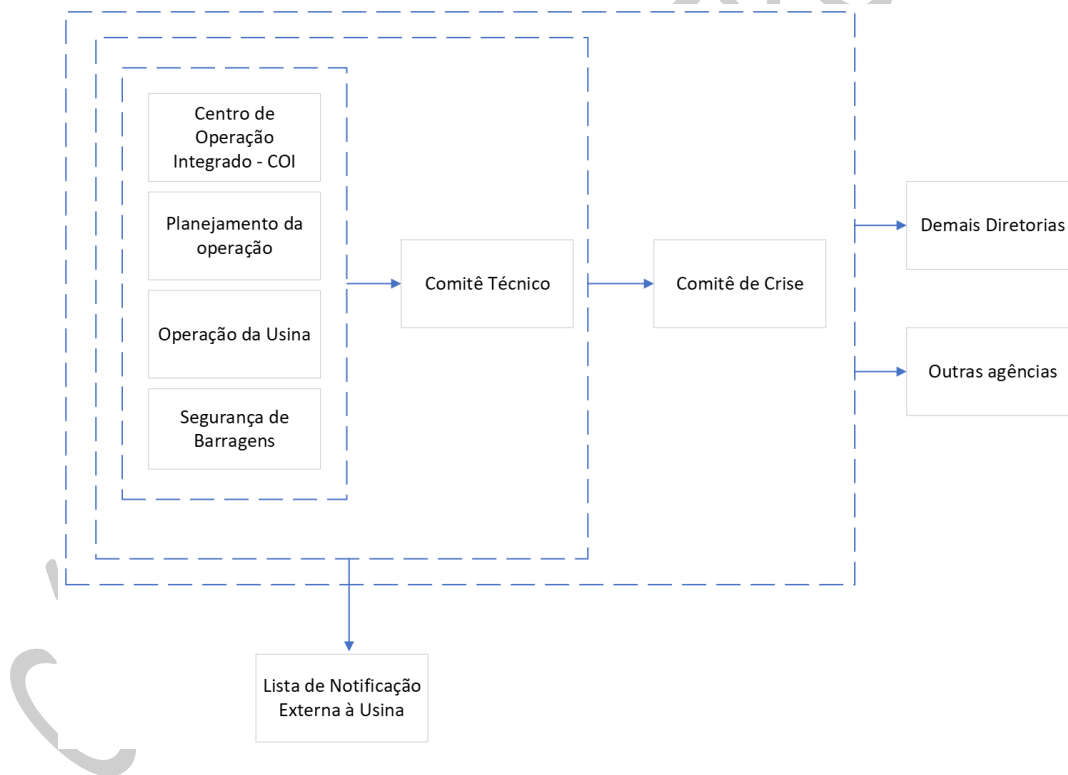 Centro de
Operação
Integrado - COI
Planejamento da
operação
Operação da Usina
Segurança de
Barragens
Comitê Técnico
Comitê de Crise
Demais Diretorias
Outras agências
Lista de Notificação
Externa à Usina